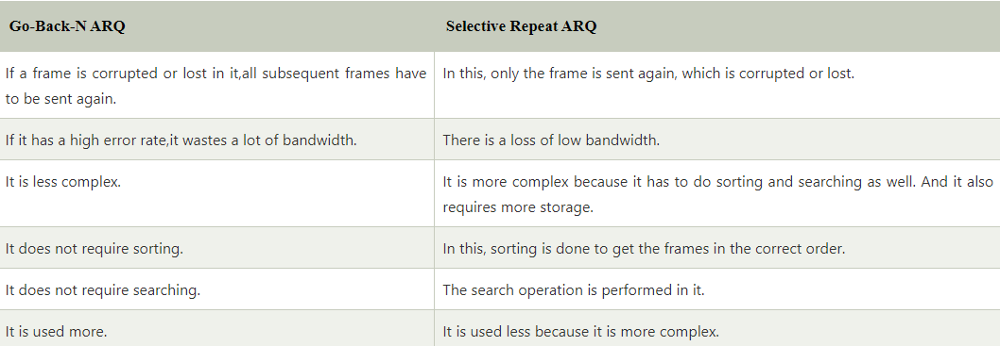 Go-Back-N ARQ
Selective Repeat ARQ
If a frame is corrupted or lost in it,all subsequent frames have
to be sent again.
In this, only the frame is sent again, which is corrupted or lost.
If it has a high error rate,it wastes a lot of bandwidth.
There is a loss of low bandwidth.
It is less complex.
It is more complex because it has to do sorting and searching as well. And it also
requires more storage.
It does not require sorting.
In this, sorting is done to get the frames in the correct order.
It does not require searching.
The search operation is performed in it.
It is used more.
It is used less because it is more complex.